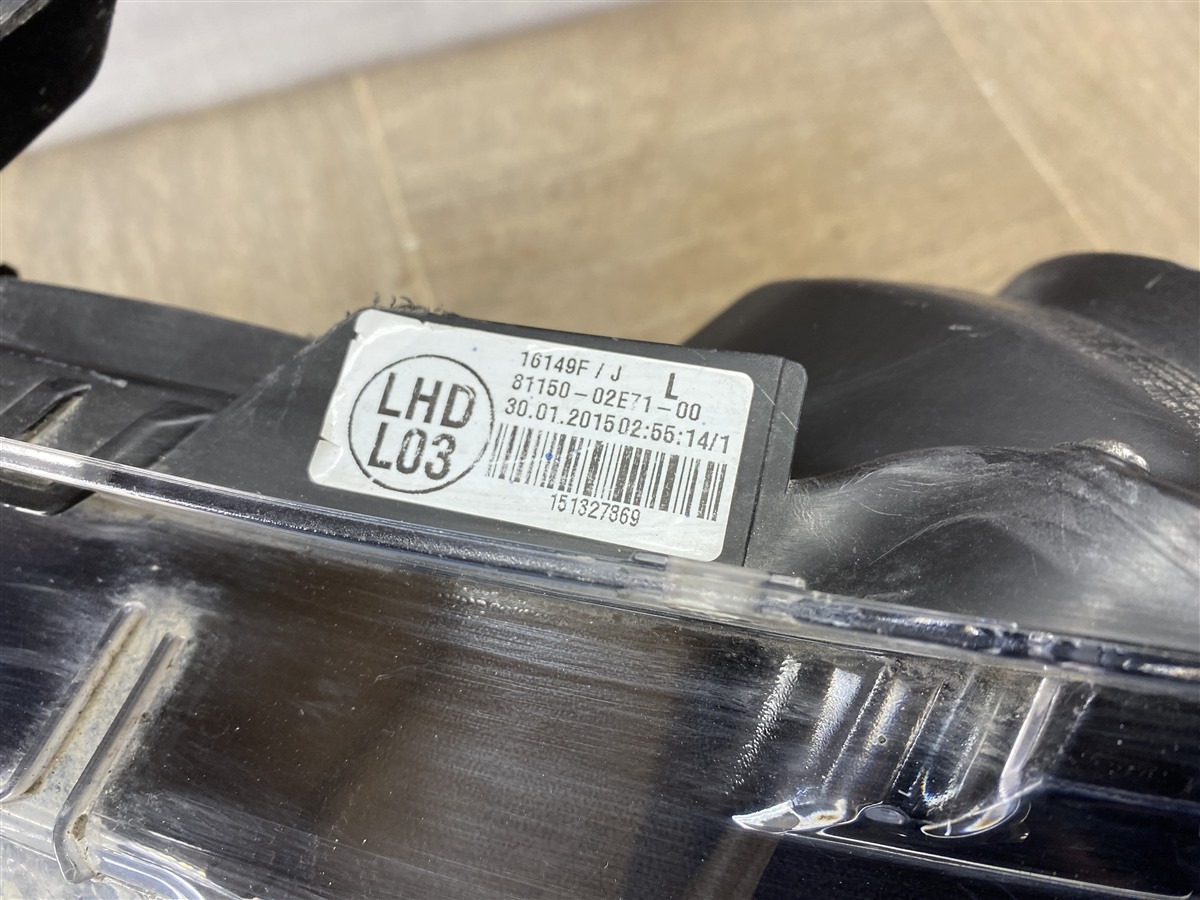 LHD
L03
16149F / J L
81150-02E71-00
30.01.2015 02:55:14/1
151327369